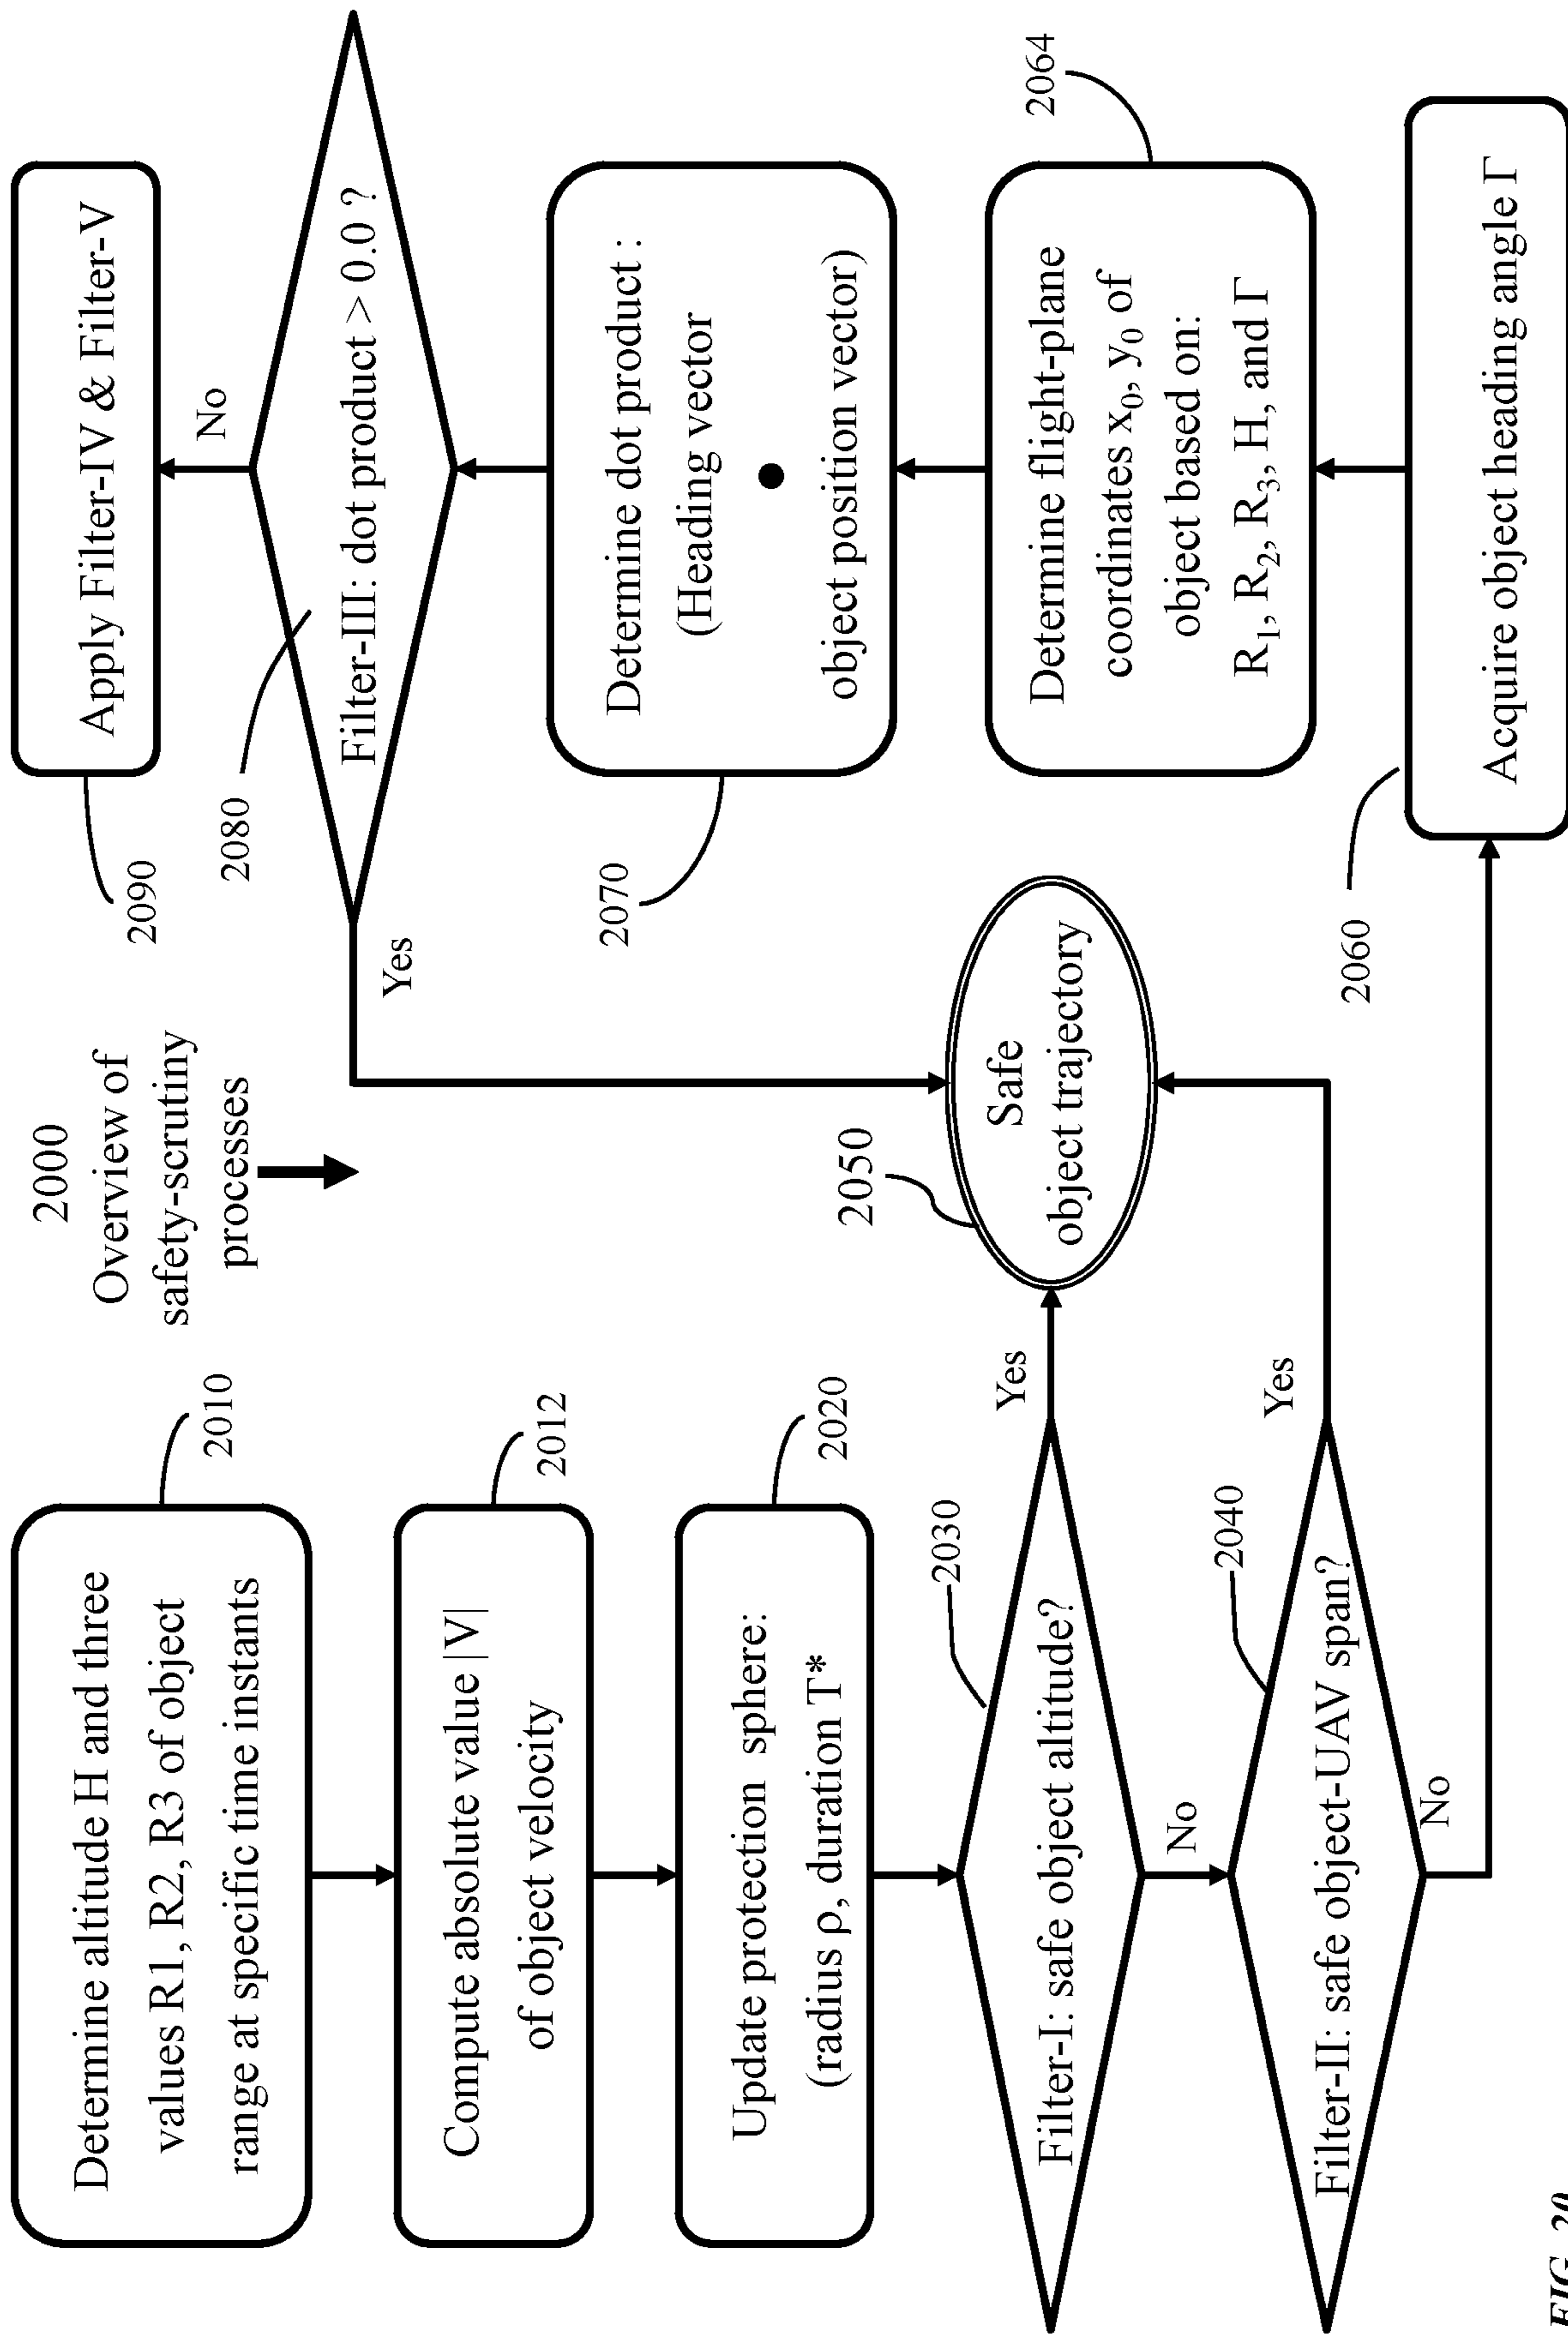 2000
Overview of
safety-scrutiny
processes
Determine altitude H and three
values R1, R2, R3 of object
range at specific time instants
2010
Compute absolute value |V|
of object velocity
2012
Update protection sphere:
(radius ρ, duration T*
2020
Filter-I: safe object altitude?
2030
Yes
No
Filter-II: safe object-UAV span?
2040
Yes
No
Safe
object trajectory
2050
Acquire object heading angle Γ
2060
Determine flight-plane
coordinates x₀, y₀ of
object based on:
R₁, R₂, R₃, H, and Γ
2064
Determine dot product :
(Heading vector
●
object position vector)
2070
Filter-III: dot product > 0.0 ?
2080
Yes
No
Apply Filter-IV & Filter-V
2090
FIG. 20